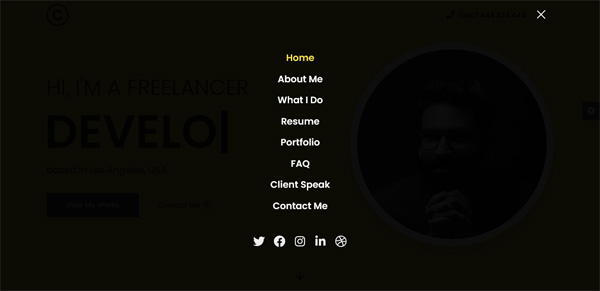 Home
About Me
What I Do
Resume
Portfolio
FAQ
Client Speak
Contact Me
HI, I'M A FREELANCER
DEVELO
based in Los Angeles, USA.
View My Works
Contact Me